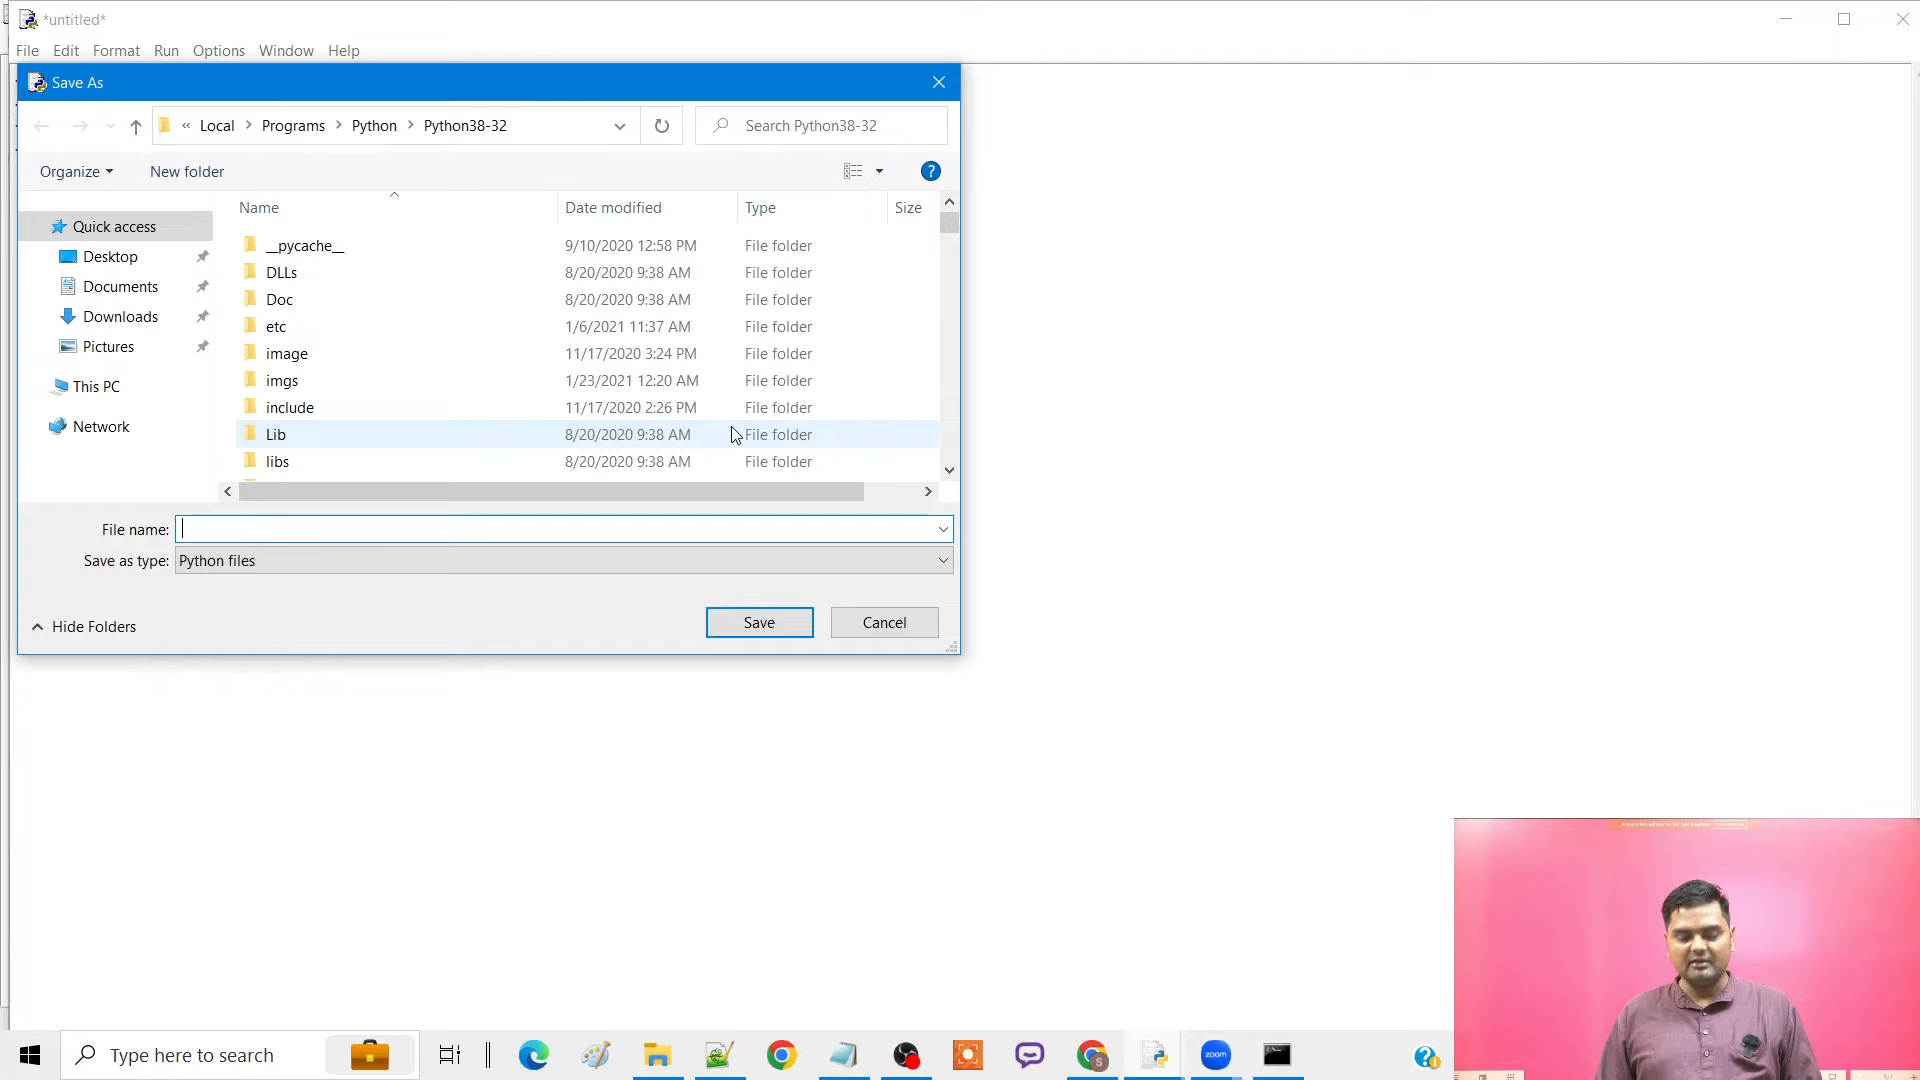 *untitled*
File Edit Format Run Options Window Help
Save As
« Local > Programs > Python > Python38-32
Search Python38-32
Organize
New folder
Name Date modified Type Size
Quick access
Desktop
Documents
Downloads
Pictures
This PC
Network
__pycache__ 9/10/2020 12:58 PM File folder
DLLs 8/20/2020 9:38 AM File folder
Doc 8/20/2020 9:38 AM File folder
etc 1/6/2021 11:37 AM File folder
image 11/17/2020 3:24 PM File folder
imgs 1/23/2021 12:20 AM File folder
include 11/17/2020 2:26 PM File folder
Lib 8/20/2020 9:38 AM File folder
libs 8/20/2020 9:38 AM File folder
File name:
Save as type: Python files
Hide Folders
Save
Cancel
Type here to search
zoom
S